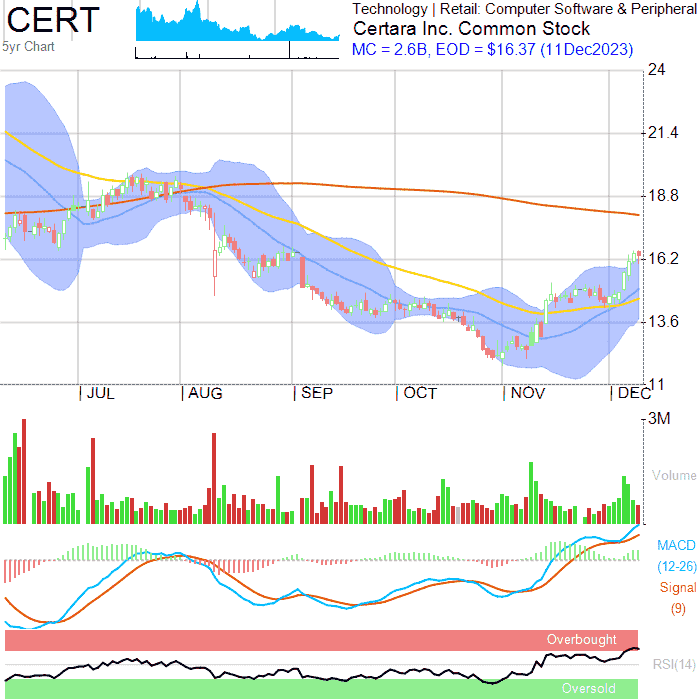 CERT
5yr Chart
Technology | Retail: Computer Software & Peripheral
Certara Inc. Common Stock
MC = 2.6B, EOD = $16.37 (11Dec2023)
24
21.4
18.8
16.2
13.6
11
JUL AUG SEP OCT NOV DEC
3M
Volume
MACD
(12-26)
Signal
(9)
Overbought
RSI(14)
Oversold